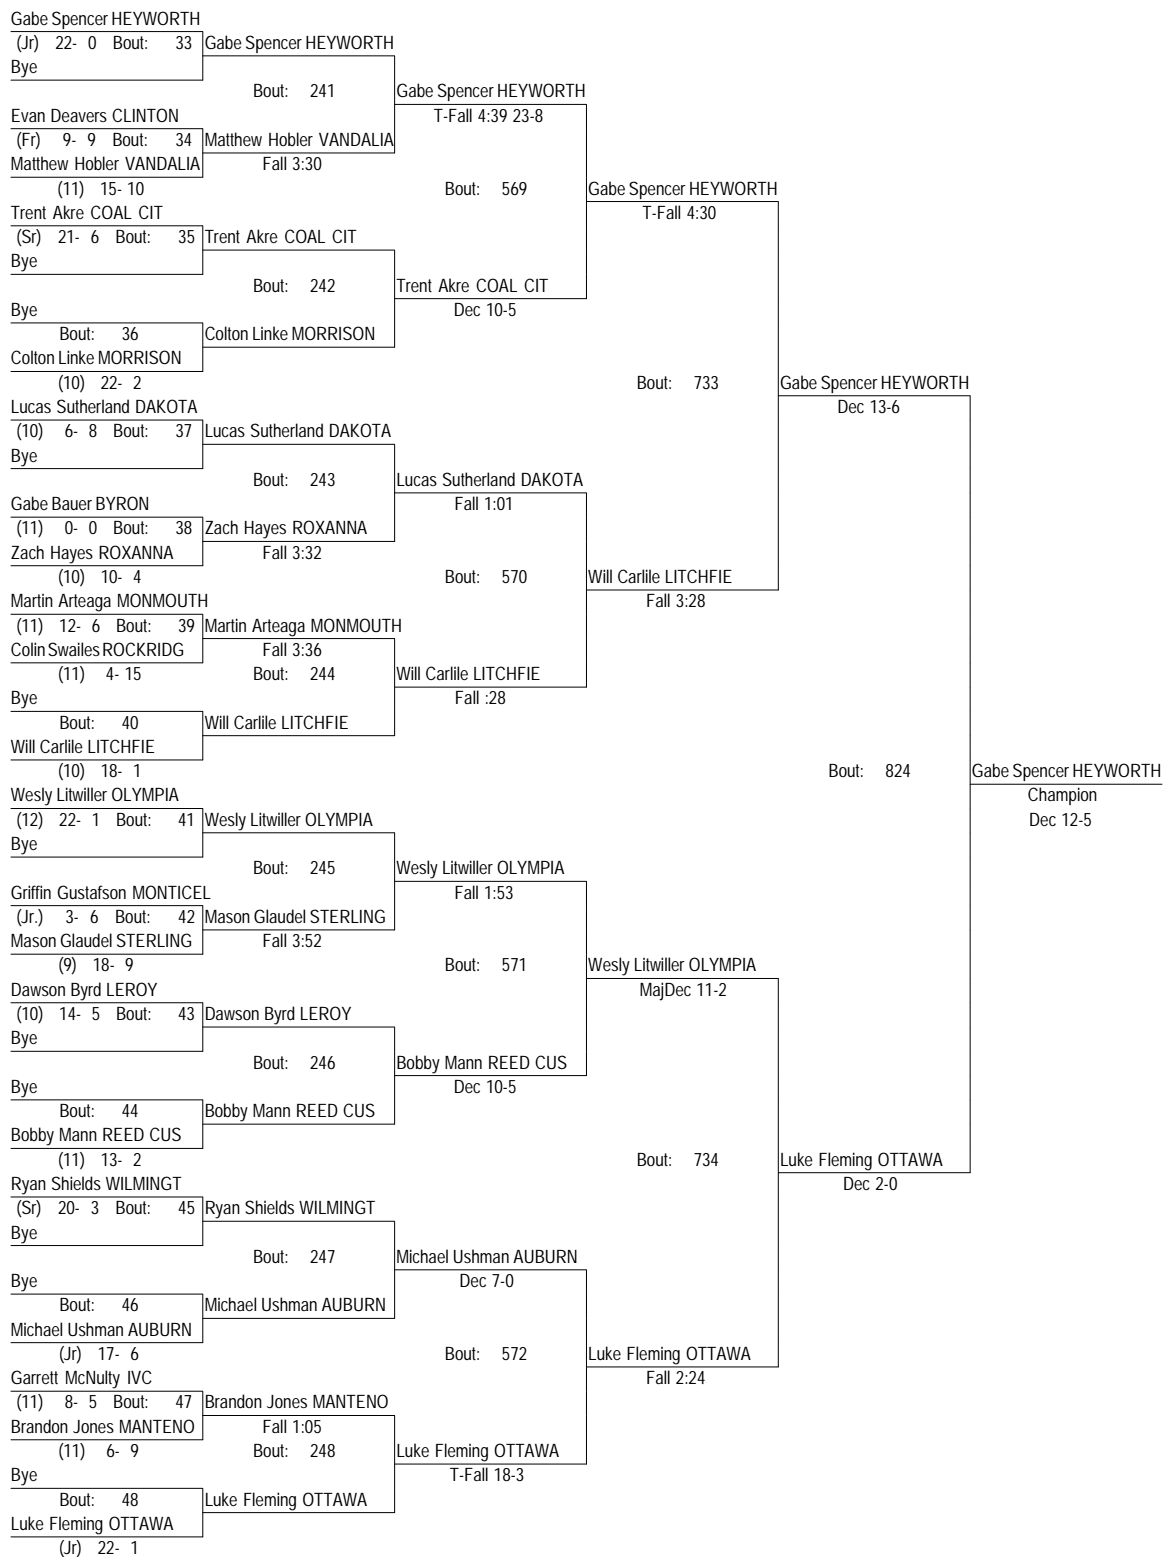 Gabe Spencer HEYWORTH
(Jr) 22- 0 Bout: 33 Gabe Spencer HEYWORTH
Bye
Bout: 241 Gabe Spencer HEYWORTH
Evan Deavers CLINTON T-Fall 4:39 23-8
(Fr) 9- 9 Bout: 34 Matthew Hobler VANDALIA
Matthew Hobler VANDALIA Fall 3:30
(11) 15- 10 Bout: 569 Gabe Spencer HEYWORTH
Trent Akre COAL CIT T-Fall 4:30
(Sr) 21- 6 Bout: 35 Trent Akre COAL CIT
Bye
Bout: 242 Trent Akre COAL CIT
Bye Dec 10-5
Bout: 36 Colton Linke MORRISON
Colton Linke MORRISON
(10) 22- 2 Bout: 733 Gabe Spencer HEYWORTH
Lucas Sutherland DAKOTA Dec 13-6
(10) 6- 8 Bout: 37 Lucas Sutherland DAKOTA
Bye
Bout: 243 Lucas Sutherland DAKOTA
Gabe Bauer BYRON Fall 1:01
(11) 0- 0 Bout: 38 Zach Hayes ROXANNA
Zach Hayes ROXANNA Fall 3:32
(10) 10- 4 Bout: 570 Will Carlile LITCHFIE
Martin Arteaga MONMOUTH Fall 3:28
(11) 12- 6 Bout: 39 Martin Arteaga MONMOUTH
Colin Swailes ROCKRIDG Fall 3:36
(11) 4- 15 Bout: 244 Will Carlile LITCHFIE
Bye Fall :28
Bout: 40 Will Carlile LITCHFIE
Will Carlile LITCHFIE
(10) 18- 1 Bout: 824 Gabe Spencer HEYWORTH
Wesly Litwiller OLYMPIA Champion
(12) 22- 1 Bout: 41 Wesly Litwiller OLYMPIA Dec 12-5
Bye
Bout: 245 Wesly Litwiller OLYMPIA
Griffin Gustafson MONTICEL Fall 1:53
(Jr.) 3- 6 Bout: 42 Mason Glaudel STERLING
Mason Glaudel STERLING Fall 3:52
(9) 18- 9 Bout: 571 Wesly Litwiller OLYMPIA
Dawson Byrd LEROY MajDec 11-2
(10) 14- 5 Bout: 43 Dawson Byrd LEROY
Bye
Bout: 246 Bobby Mann REED CUS
Bye Dec 10-5
Bout: 44 Bobby Mann REED CUS
Bobby Mann REED CUS
(11) 13- 2 Bout: 734 Luke Fleming OTTAWA
Ryan Shields WILMINGT Dec 2-0
(Sr) 20- 3 Bout: 45 Ryan Shields WILMINGT
Bye
Bout: 247 Michael Ushman AUBURN
Bye Dec 7-0
Bout: 46 Michael Ushman AUBURN
Michael Ushman AUBURN
(Jr) 17- 6 Bout: 572 Luke Fleming OTTAWA
Garrett McNulty IVC Fall 2:24
(11) 8- 5 Bout: 47 Brandon Jones MANTENO
Brandon Jones MANTENO Fall 1:05
(11) 6- 9 Bout: 248 Luke Fleming OTTAWA
Bye T-Fall 18-3
Bout: 48 Luke Fleming OTTAWA
Luke Fleming OTTAWA
(Jr) 22- 1